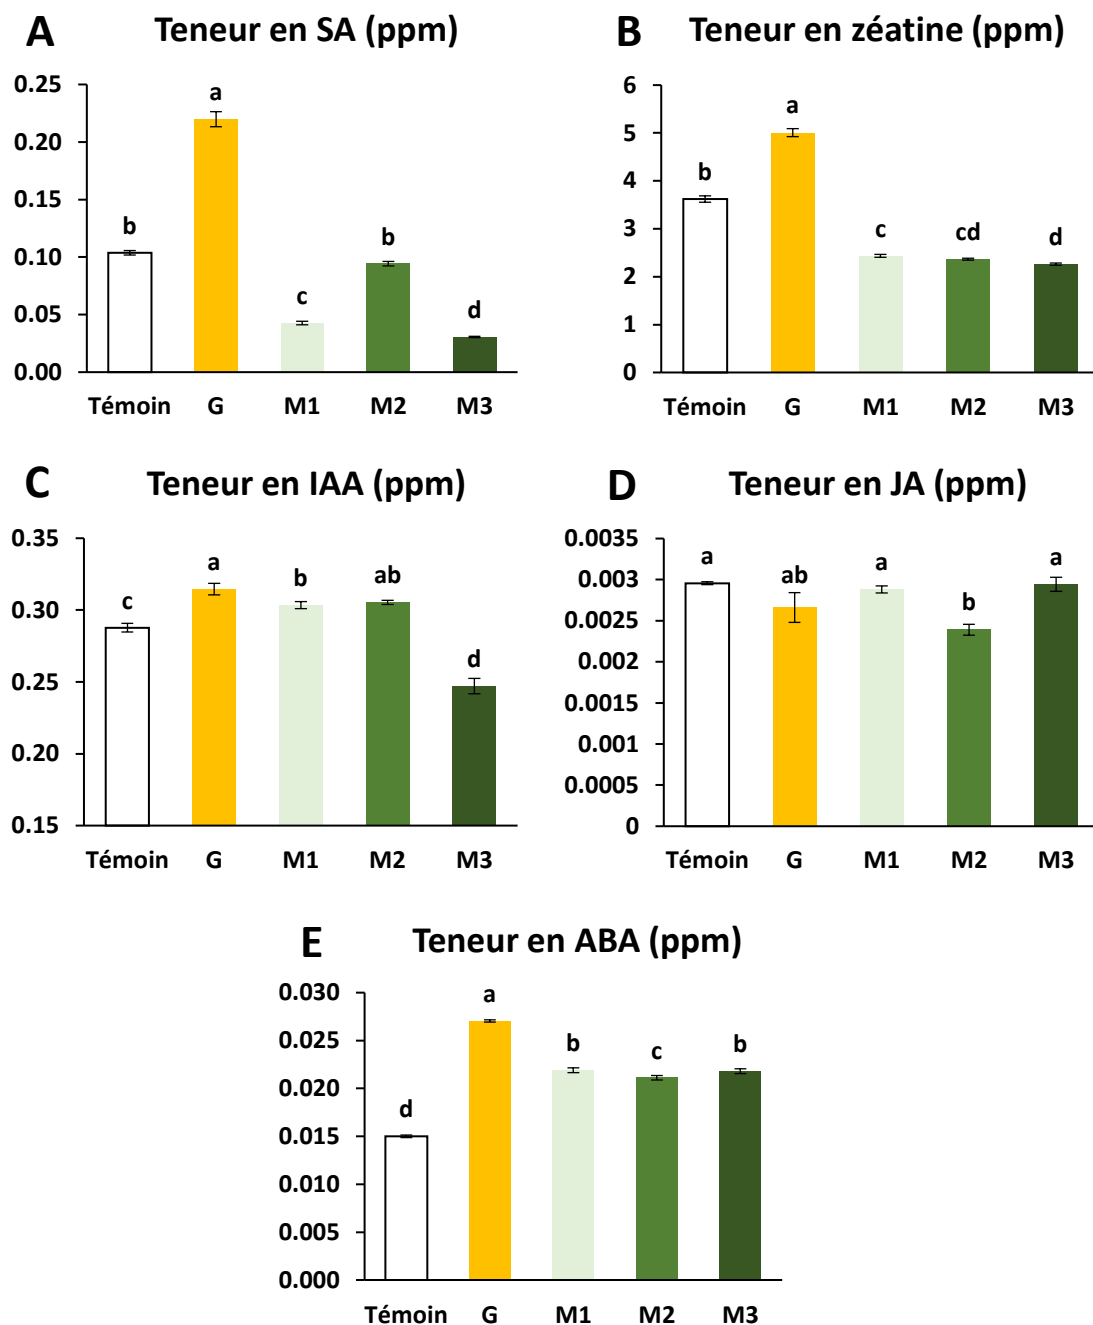 A Teneur en SA (ppm)
0.25
0.20
0.15
0.10
0.05
0.00
a
b
c
b
d
Témoin G M1 M2 M3
B Teneur en zéatine (ppm)
6
5
4
3
2
1
0
b
a
c
cd
d
Témoin G M1 M2 M3
C Teneur en IAA (ppm)
0.35
0.30
0.25
0.20
0.15
c
a
b
ab
d
Témoin G M1 M2 M3
D Teneur en JA (ppm)
0.0035
0.003
0.0025
0.002
0.0015
0.001
0.0005
0
a
ab
a
b
a
Témoin G M1 M2 M3
E Teneur en ABA (ppm)
0.030
0.025
0.020
0.015
0.010
0.005
0.000
d
a
b
c
b
Témoin G M1 M2 M3